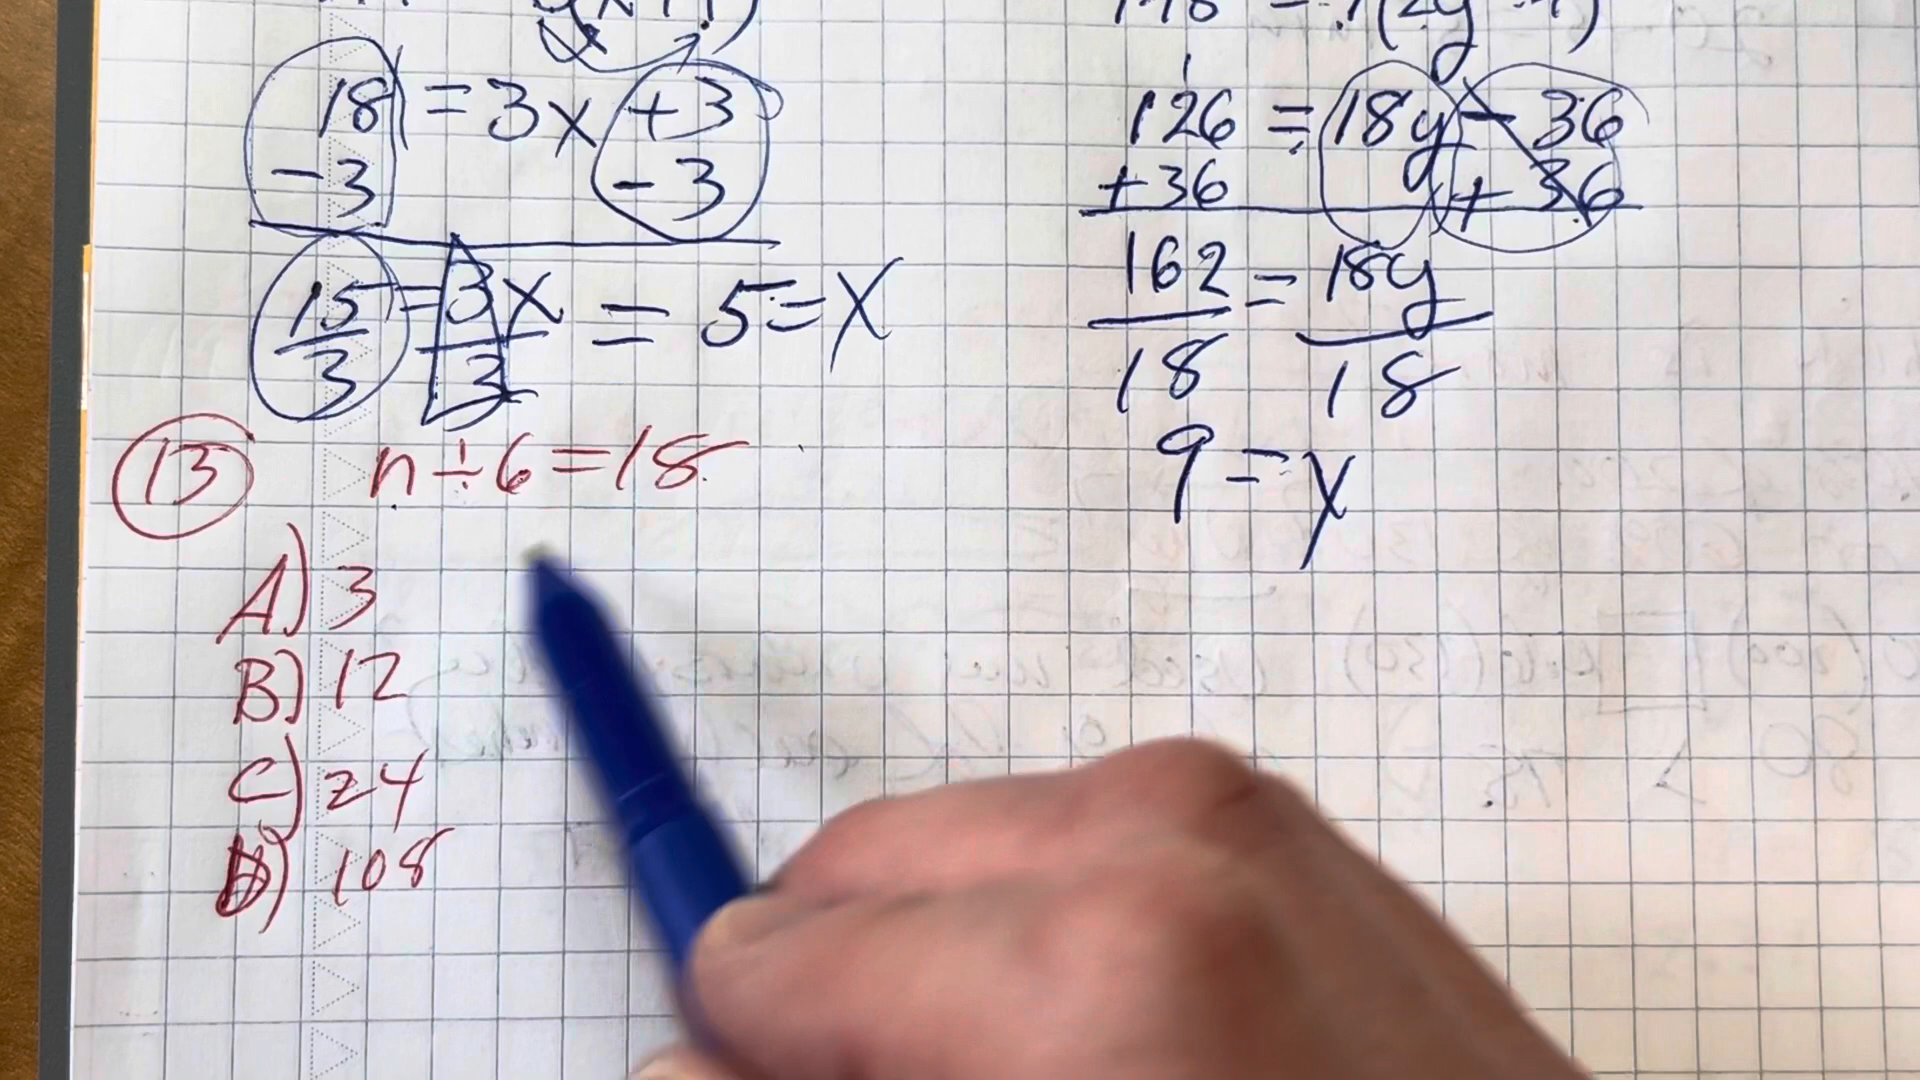 18 = 3x + 3
- 3 - 3
15/3 = 3x/3 = 5 = x
126 = 18y - 36
+36 + 36
162/18 = 18y/18
9 = y
13 n ÷ 6 = 18
A) 3
B) 12
C) 24
D) 108